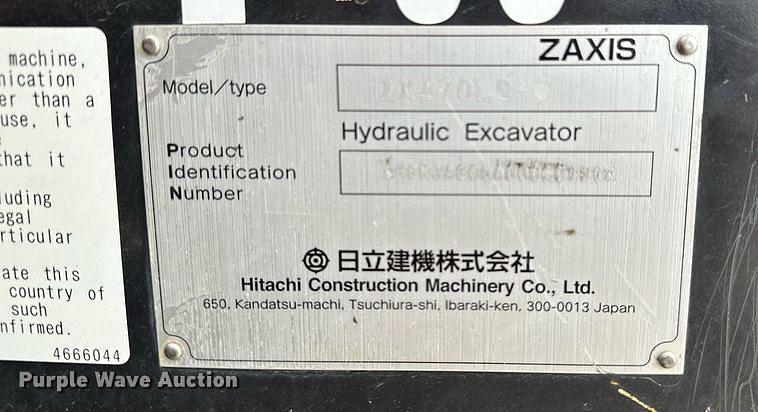 machine,
nication
er than a
use, it
that it
luding
egal
rticular
ate this
country of
such
nfirmed.
4666044
ZAXIS
Model/type
Hydraulic Excavator
Product
Identification
Number
日立建機株式会社
Hitachi Construction Machinery Co., Ltd.
650, Kandatsu-machi, Tsuchiura-shi, Ibaraki-ken, 300-0013 Japan
Purple Wave Auction